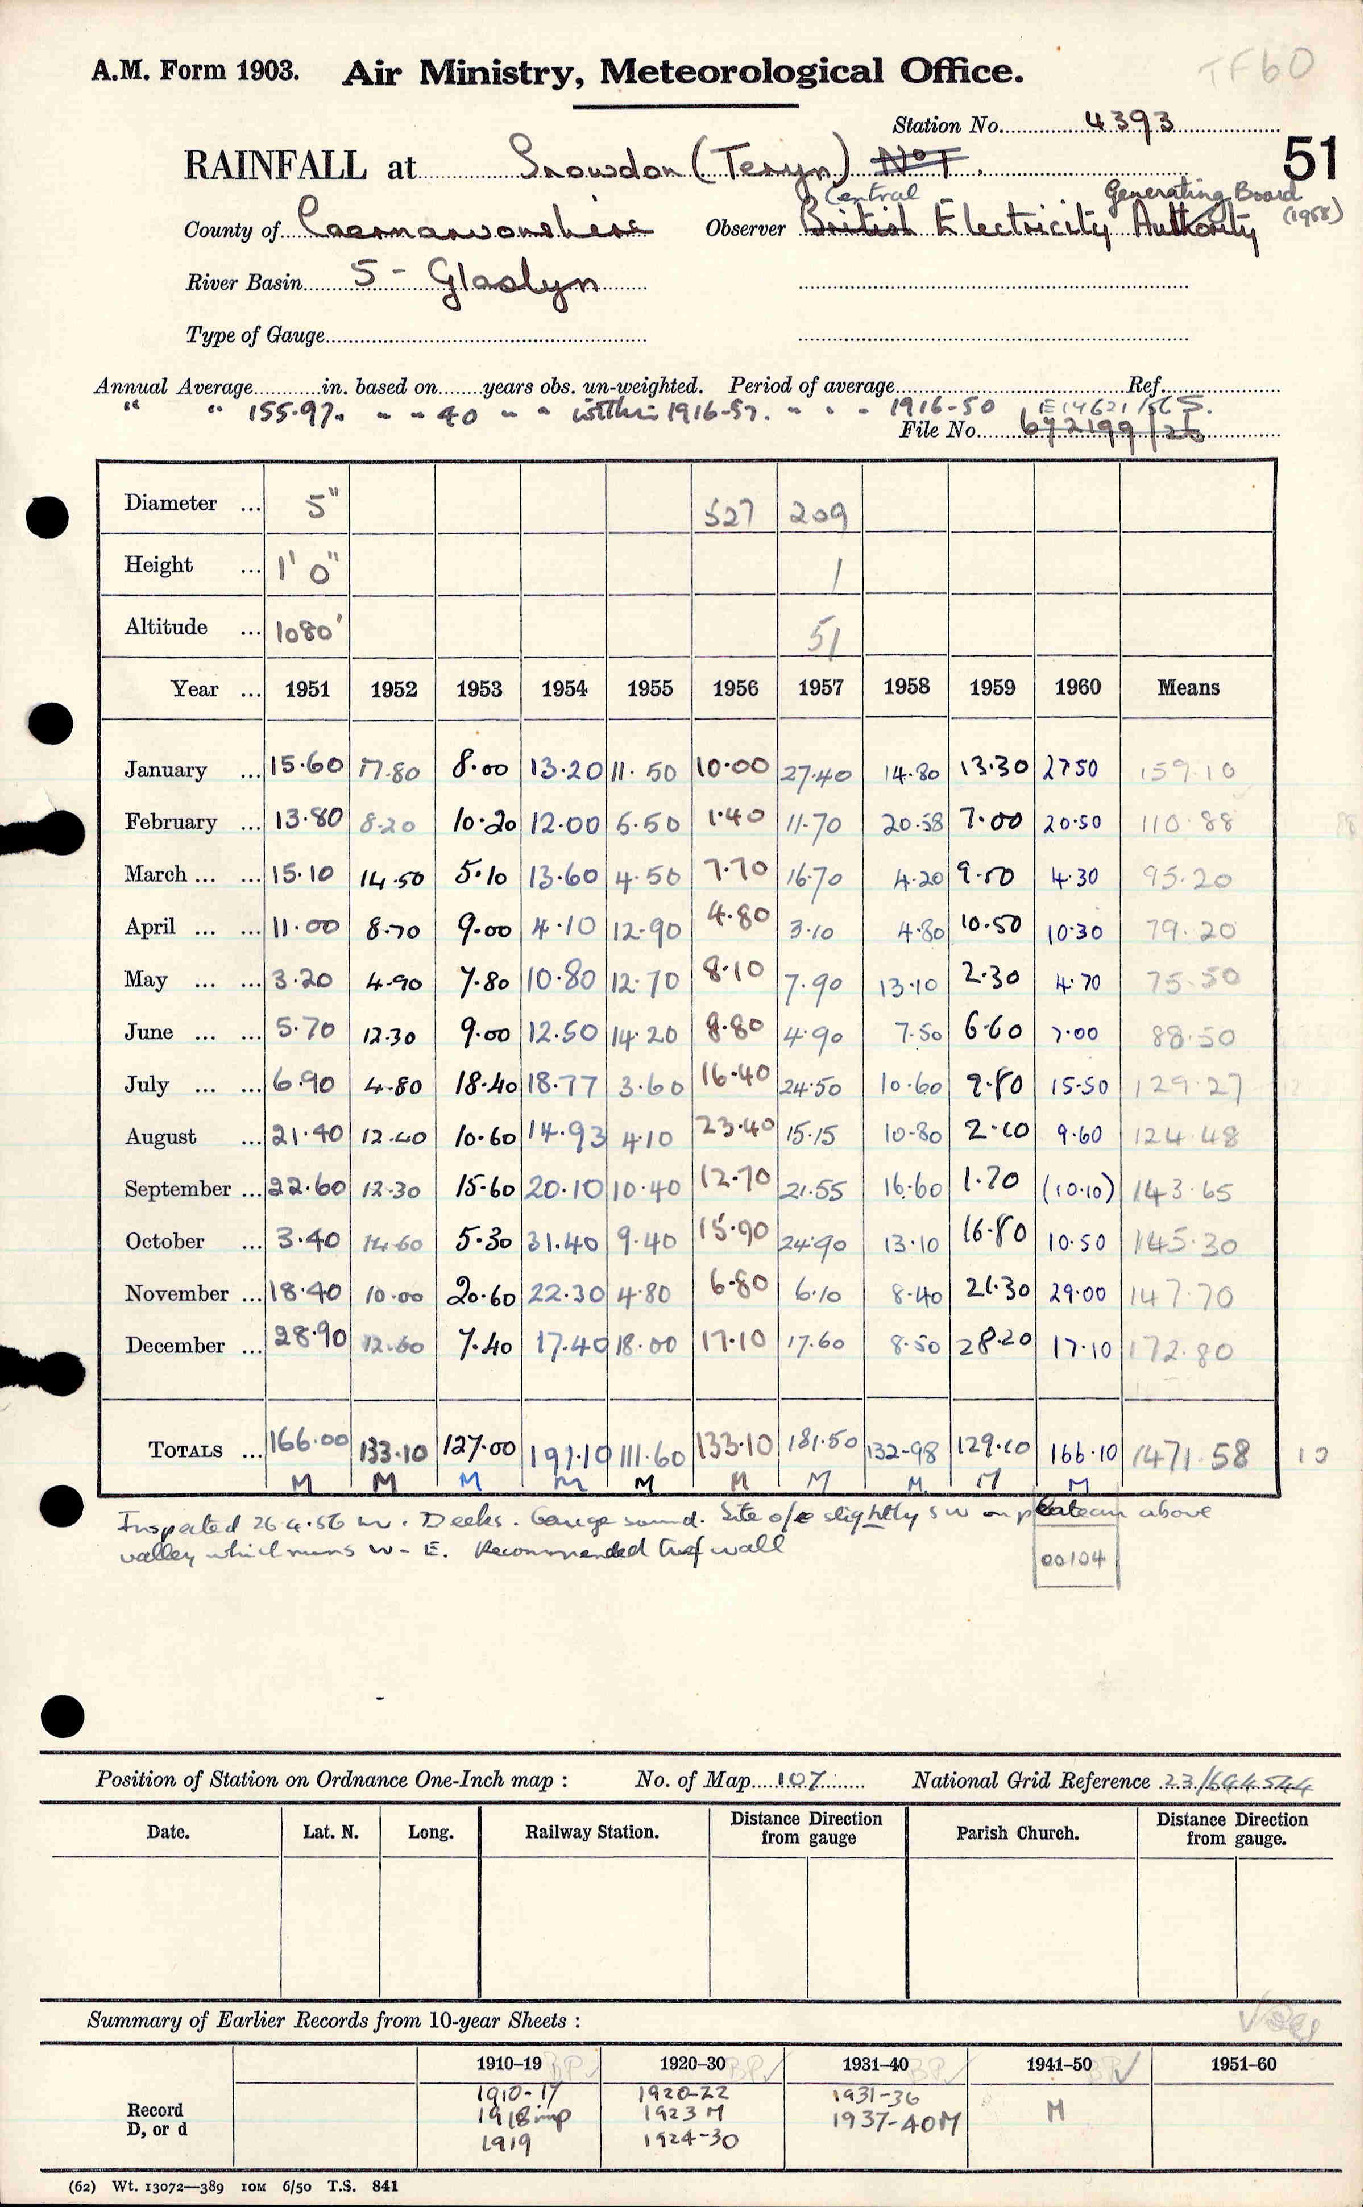 TF60
A.M. Form 1903. Air Ministry, Meteorological Office.
Station No. 4393
51
RAINFALL at Snowdon (Teryn) No 1.
Central Generating Board (1958)
County of Caernarvonshire Observer British Electricity Authority
River Basin 5 - Glaslyn
Type of Gauge
Annual Average in. based on years obs. un-weighted. Period of average Ref.
" " 155.97. " " 40 " " within 1916-57. " " " 1916-50 E14621/56 S.
File No. 672199/26
Diameter ... 5" 527 209
Height ... 1' 0" 1
Altitude ... 1080' 51
Year ... 1951 1952 1953 1954 1955 1956 1957 1958 1959 1960 Means
January ... 15.60 17.80 8.00 13.20 11.50 10.00 27.40 14.80 13.30 27.50 159.10
February ... 13.80 8.20 10.20 12.00 5.50 1.40 11.70 20.58 7.00 20.50 110.88
March ... ... 15.10 14.50 5.10 13.60 4.50 7.70 16.70 4.20 9.50 4.30 95.20
April ... ... 11.00 8.70 9.00 4.10 12.90 4.80 3.10 4.80 10.50 10.30 79.20
May ... ... 3.20 4.90 7.80 10.80 12.70 8.10 7.90 13.10 2.30 4.70 75.50
June ... ... 5.70 12.30 9.00 12.50 14.20 8.80 4.90 7.50 6.60 7.00 88.50
July ... ... 6.90 4.80 18.40 18.77 3.60 16.40 24.50 10.60 9.80 15.50 129.27
August ... 21.40 12.40 10.60 14.93 4.10 23.40 15.15 10.80 2.10 9.60 124.48
September ... 22.60 12.30 15.60 20.10 10.40 12.70 21.55 16.60 1.70 (10.10) 143.65
October ... 3.40 14.60 5.30 31.40 9.40 15.90 24.90 13.10 16.80 10.50 145.30
November ... 18.40 10.00 20.60 22.30 4.80 6.80 6.10 8.40 21.30 29.00 147.70
December ... 28.90 12.60 7.40 17.40 18.00 17.10 17.60 8.50 28.20 17.10 172.80
TOTALS ... 166.00 133.10 127.00 191.10 111.60 133.10 181.50 132.98 129.10 166.10 1471.58 10
M M M M M M M M M M
Inspected 26.4.56 Mr. Deeks. Gauge sound. Site o/e slightly SW on plateau above
valley which runs W - E. Recommended turf wall
00104
Position of Station on Ordnance One-Inch map : No. of Map 107 National Grid Reference 23/644544
Date. Lat. N. Long. Railway Station. Distance from gauge Direction Parish Church. Distance from gauge. Direction
Summary of Earlier Records from 10-year Sheets :
1910-19 1920-30 1931-40 1941-50 1951-60
Record D, or d
1910-17 1920-22 1931-36 M
1918 imp 1923 M 1937-40 M
1919 1924-30
(62) Wt. 13072—389 10M 6/50 T.S. 841